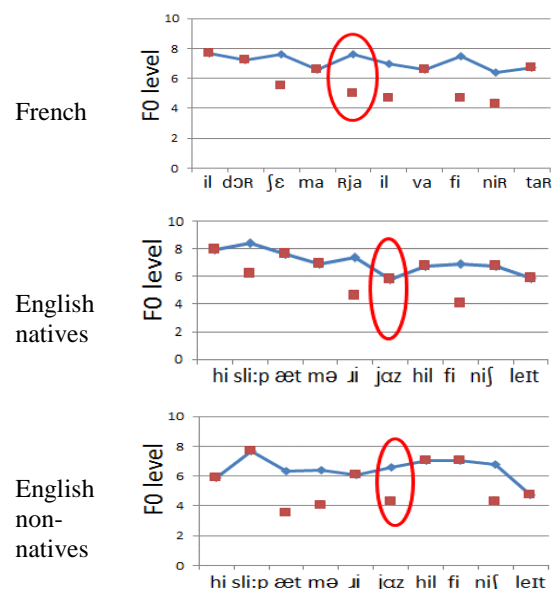 10
8
6
4
2
0
F0 level
French
il dɔʀ ʃɛ ma ʀja il va fi niʀ taʀ
10
8
6
4
2
0
F0 level
English
natives
hi sli:p æt mə ɹi jɑz hil fi niʃ leɪt
10
8
6
4
2
0
F0 level
English
non-
natives
hi sli:p æt mə ɹi jɑz hil fi niʃ leɪt